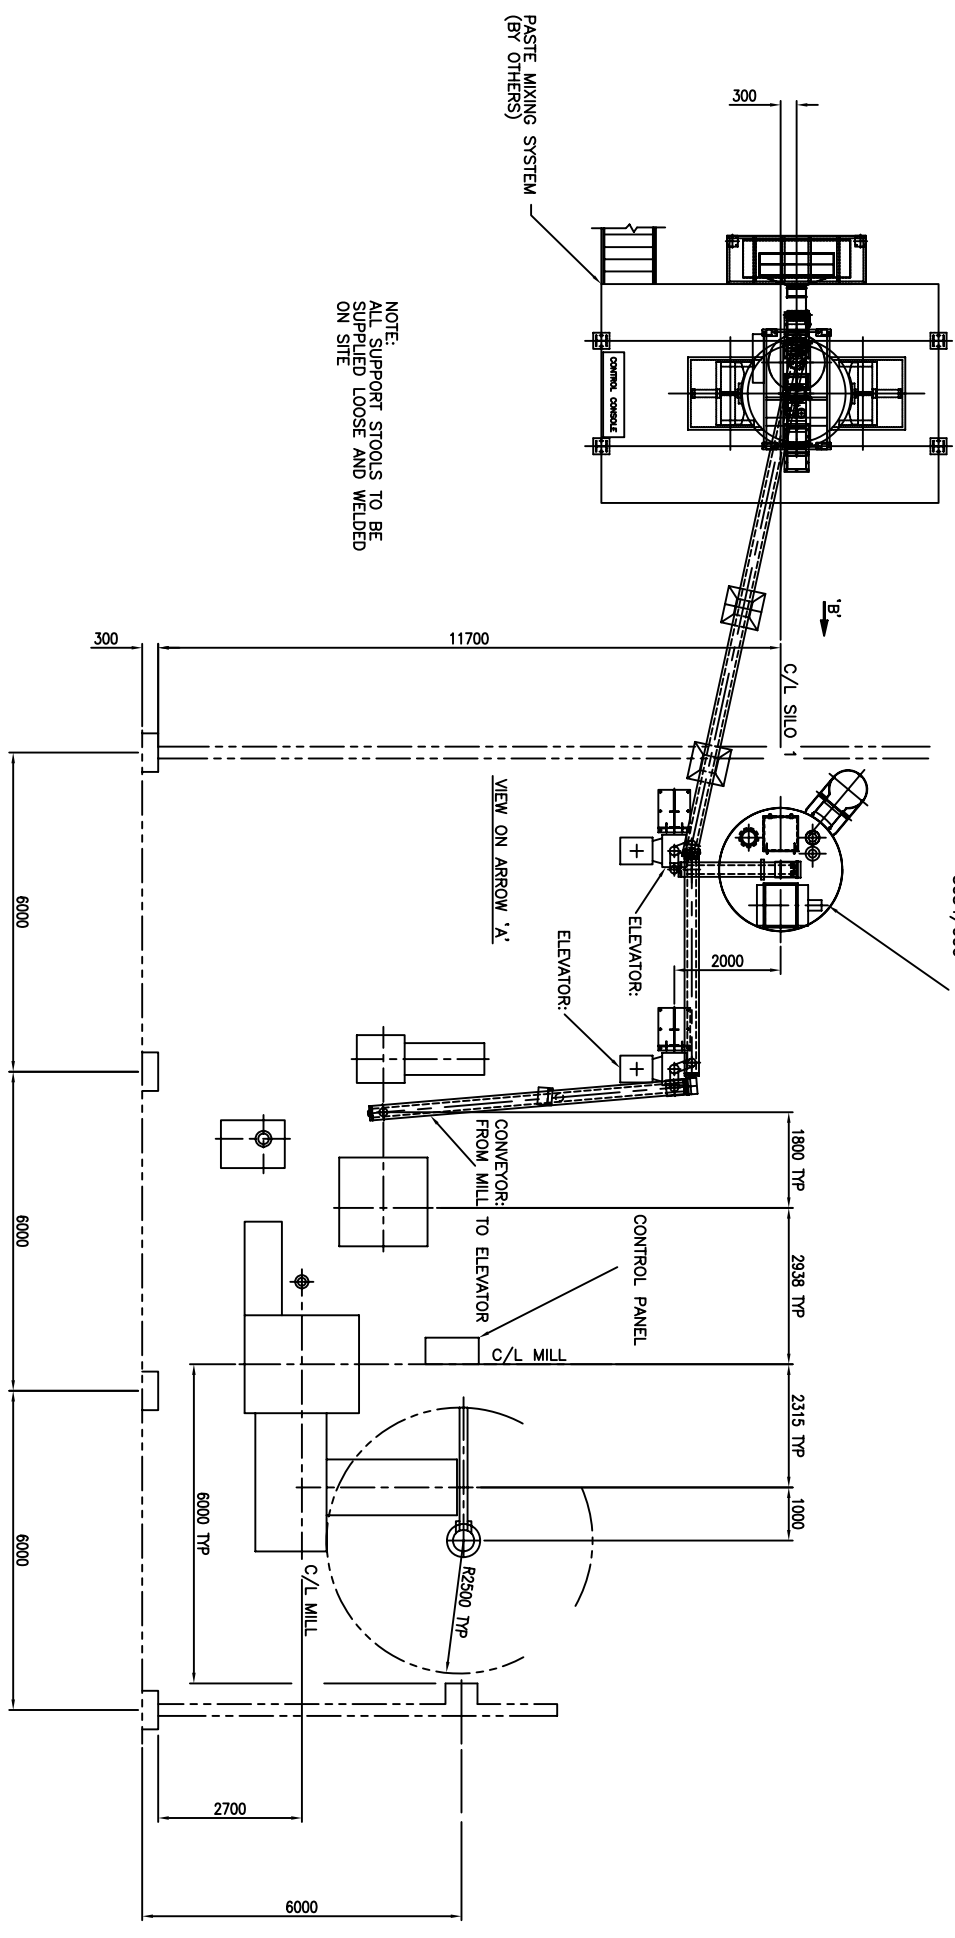 PASTE MIXING SYSTEM
(BY OTHERS)
300
CONTROL CONSOLE
NOTE:
ALL SUPPORT STOOLS TO BE
SUPPLIED LOOSE AND WELDED
ON SITE
'B'
C/L SILO 1
11700
300
VIEW ON ARROW 'A'
ELEVATOR:
ELEVATOR:
2000
6000
CONVEYOR:
FROM MILL TO ELEVATOR
1800 TYP
2938 TYP
CONTROL PANEL
C/L MILL
2315 TYP
1000
6000
6000 TYP
C/L MILL
R2500 TYP
6000
2700
6000